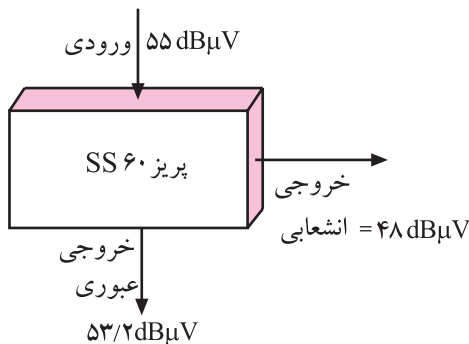 ورودی ۵۵ dBμV
پریز SS ۶۰
خروجی
انشعابی = ۴۸ dBμV
خروجی
عبوری
۵۳/۲dBμV